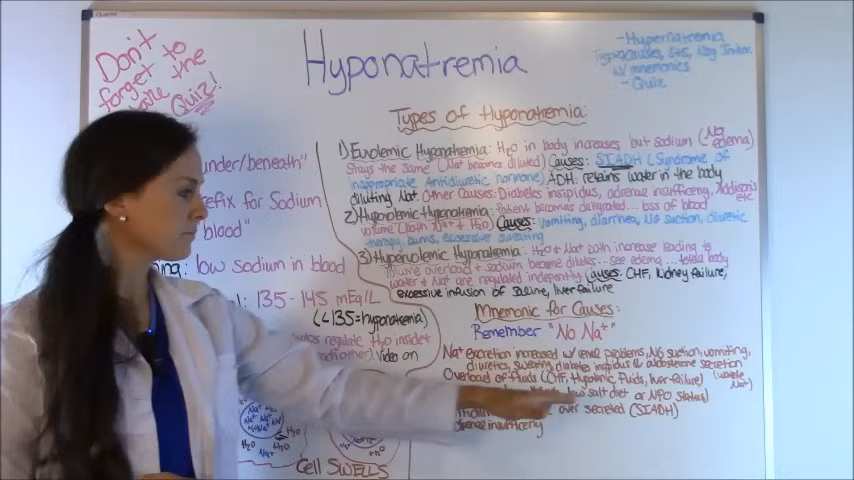 Don't
forget to
take the
Quiz!
Hyponatremia
- Hypernatremia
w/ mnemonics
- Quiz
Types of Hyponatremia:
under/beneath"
refix for Sodium
blood"
low sodium in blood
135-145 mEq/L
(<135=hyponatremia)
regulate H2O inside
Video on
Cell SWELLS
1) Euvolemic Hyponatremia: H2O in body increases but sodium (No edema)
stays the same (Na+ becomes diluted) Causes: SIADH (Syndrome of
inappropriate Antidiuretic hormone) ADH: retains water in the body
diluting Na+. Other Causes: Diabetes insipidus, adrenal insufficency, Addison's etc.
2) Hypovolemic Hyponatremia: Patient becomes dehydrated... loss of blood
volume (both Na+ + H2O) Causes: vomiting, diarrhea, NG suction, diuretic
therapy, burns, excessive sweating
3) Hypervolemic Hyponatremia: H2O + Na+ both increase leading to
volume overload + sodium become dilutes... see edema... total body
water + Na+ are regulated independently Causes: CHF, Kidney failure,
excessive infusion of saline, liver failure
Mnemonic for Causes:
Remember "No Na+"
Na+ excretion increased w/ renal problems, NG suction, vomiting,
diuretics, sweating, diabetes insipidus, aldosterone secretion
Overload of fluids (CHF, Hypotonic Fluids, liver failure)
low salt diet or NPO status)
over secreted (SIADH)
adrenal insufficency